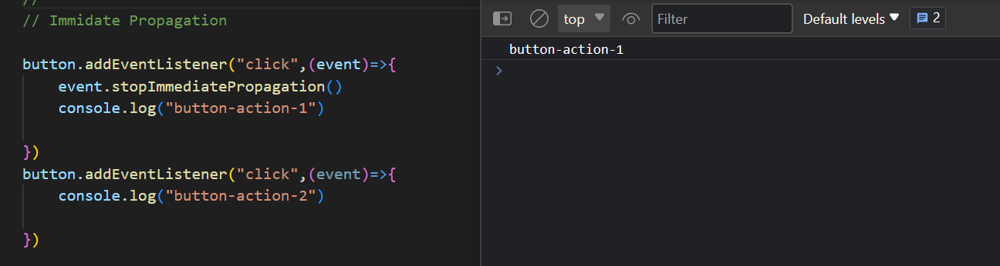 //
// Immidate Propagation
button.addEventListener("click",(event)=>{
event.stopImmediatePropagation()
console.log("button-action-1")
})
button.addEventListener("click",(event)=>{
console.log("button-action-2")
})
top
Filter
Default levels
2
button-action-1